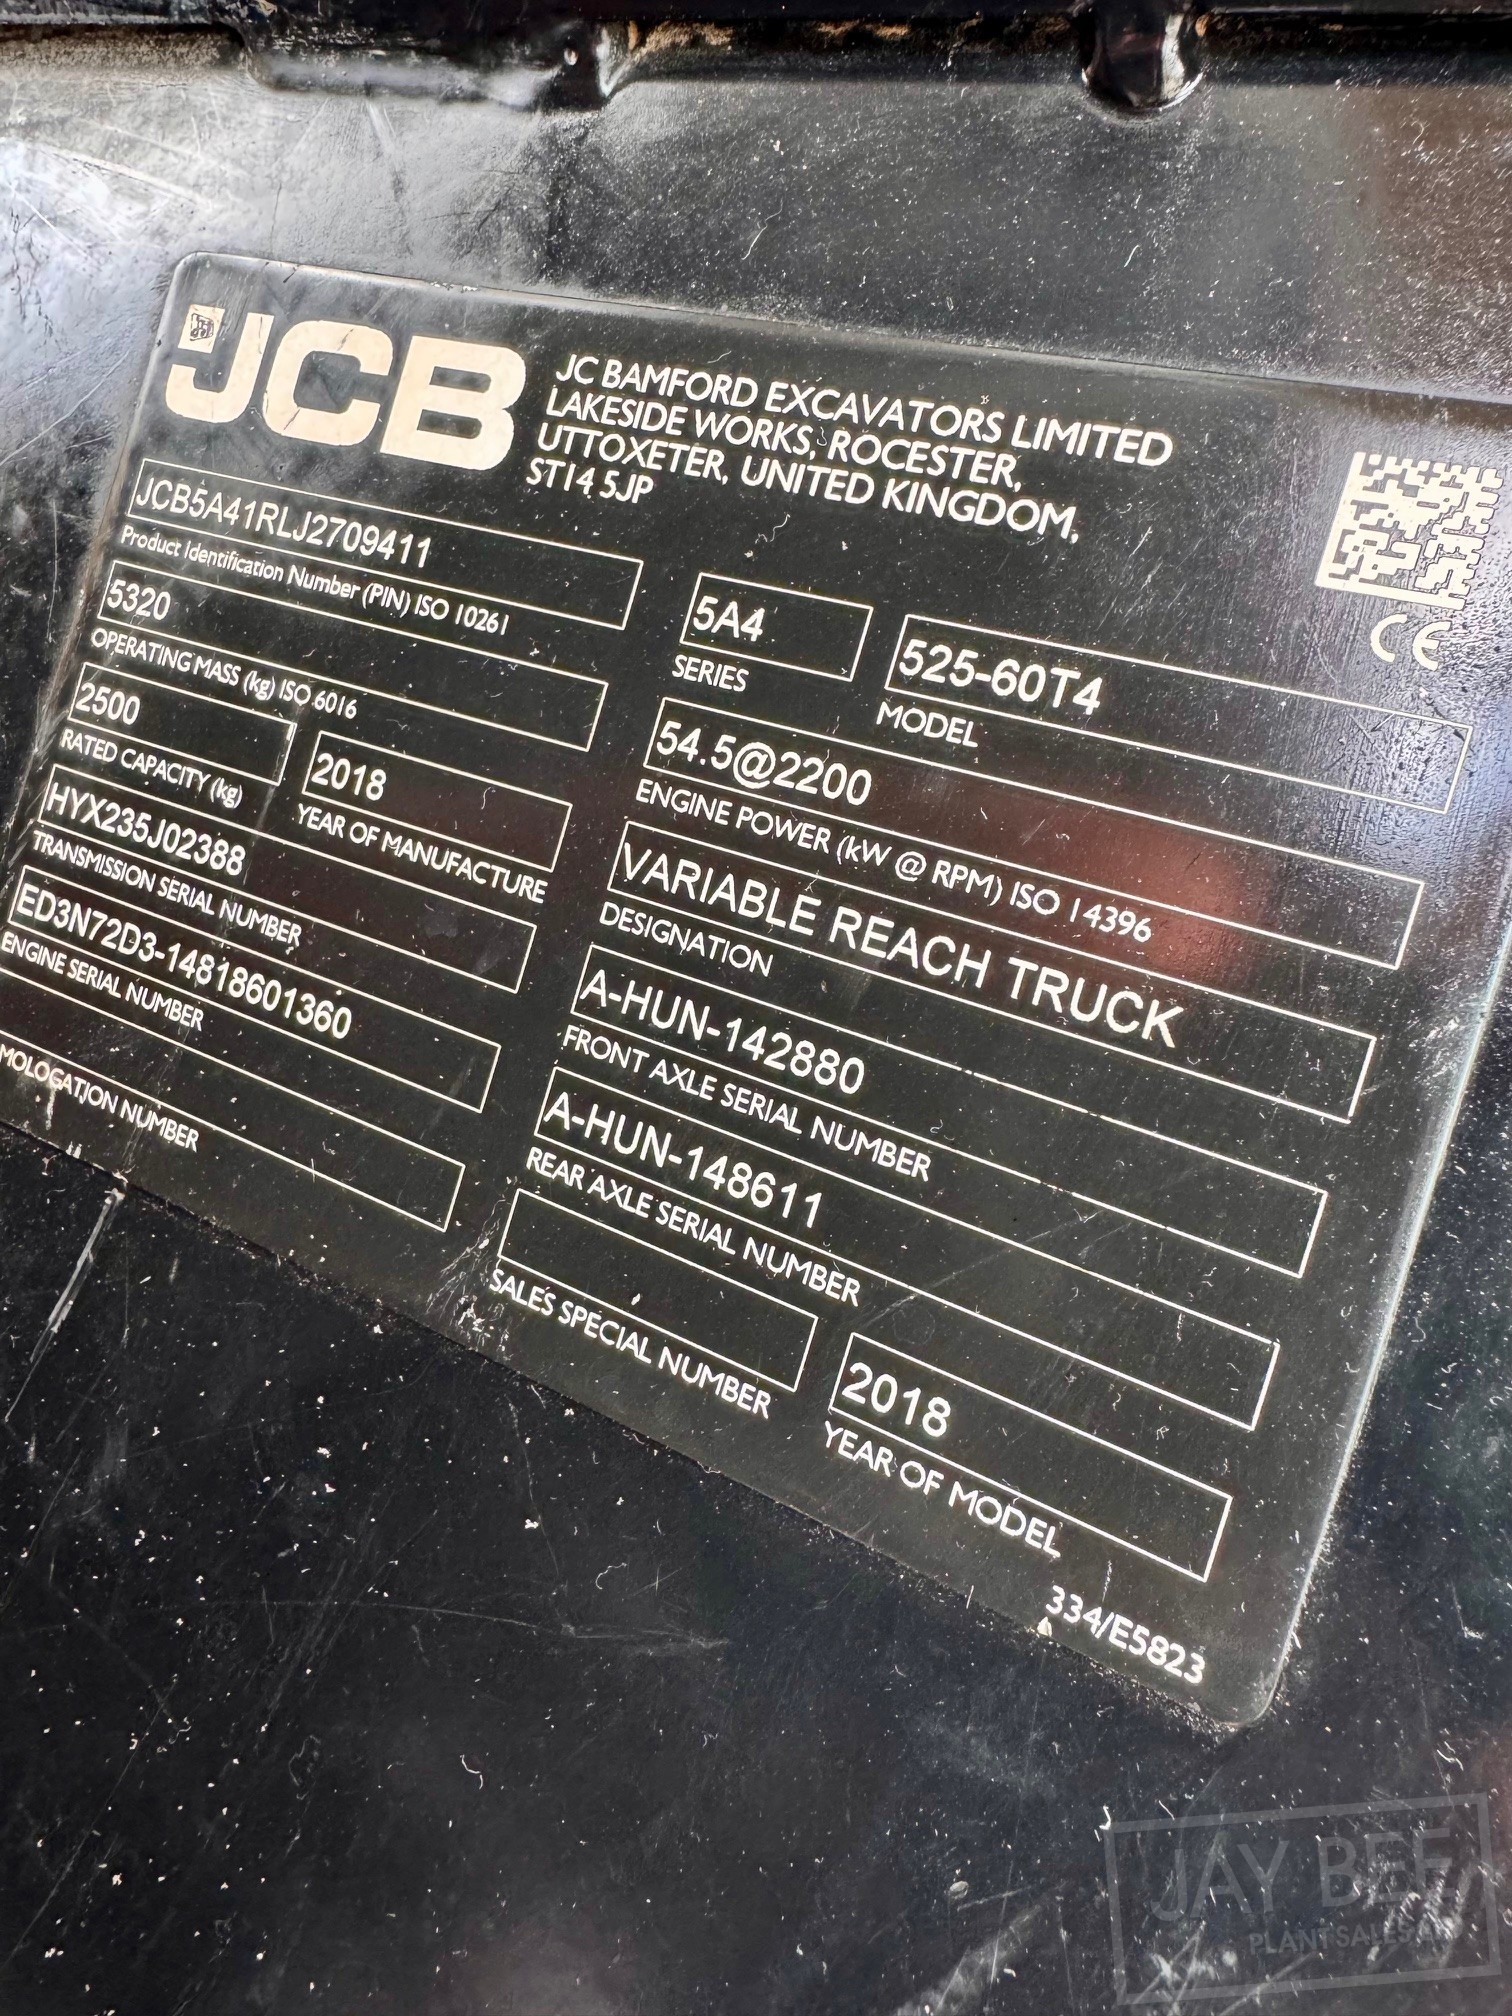 JCB
JC BAMFORD EXCAVATORS LIMITED
LAKESIDE WORKS, ROCESTER,
UTTOXETER, UNITED KINGDOM,
ST14 5JP
JCB5A41RLJ2709411
Product Identification Number (PIN) ISO 10261
5320
OPERATING MASS (kg) ISO 6016
2500
RATED CAPACITY (kg)
2018
YEAR OF MANUFACTURE
HYX235J02388
TRANSMISSION SERIAL NUMBER
ED3N72D3-14818601360
ENGINE SERIAL NUMBER
MOLOGATION NUMBER
5A4
SERIES
525-60T4
MODEL
54.5@2200
ENGINE POWER (kW @ RPM) ISO 14396
VARIABLE REACH TRUCK
DESIGNATION
A-HUN-142880
FRONT AXLE SERIAL NUMBER
A-HUN-148611
REAR AXLE SERIAL NUMBER
SALES SPECIAL NUMBER
2018
YEAR OF MODEL
334/E5823
CE
JAY BEE